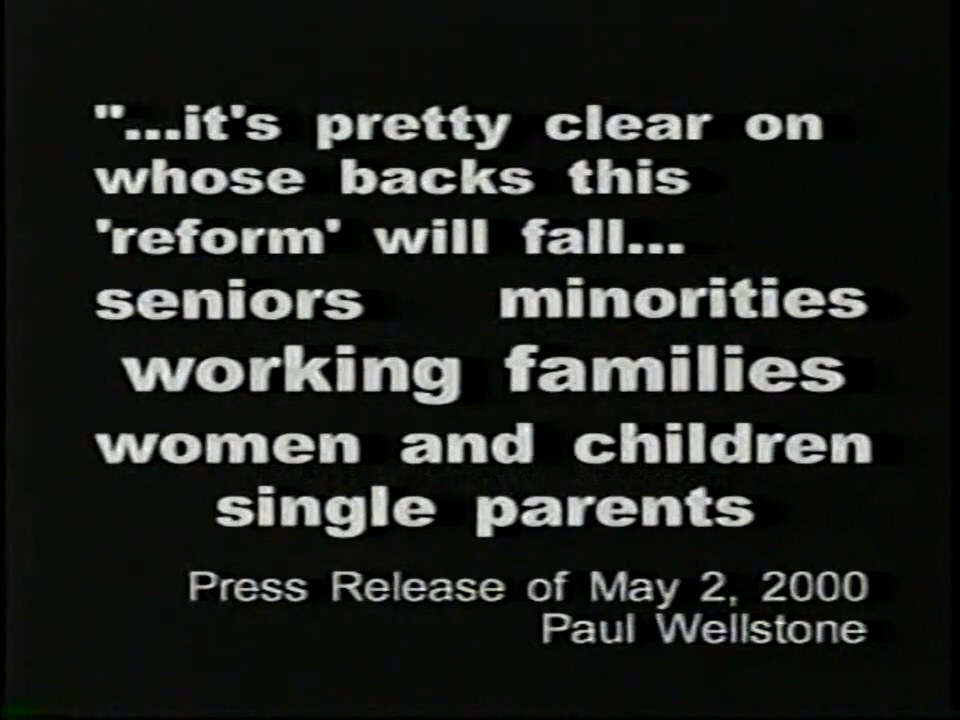 "...it's pretty clear on
whose backs this
'reform' will fall...
seniors minorities
working families
women and children
single parents
Press Release of May 2, 2000
Paul Wellstone